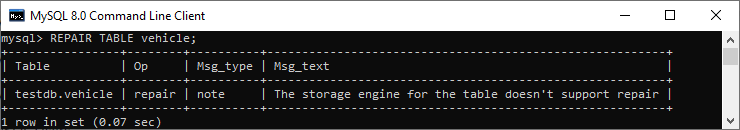 MySQL 8.0 Command Line Client
mysql> REPAIR TABLE vehicle;
+----------------+--------+----------+---------------------------------------------------------+
| Table          | Op     | Msg_type | Msg_text                                                |
+----------------+--------+----------+---------------------------------------------------------+
| testdb.vehicle | repair | note     | The storage engine for the table doesn't support repair |
+----------------+--------+----------+---------------------------------------------------------+
1 row in set (0.07 sec)